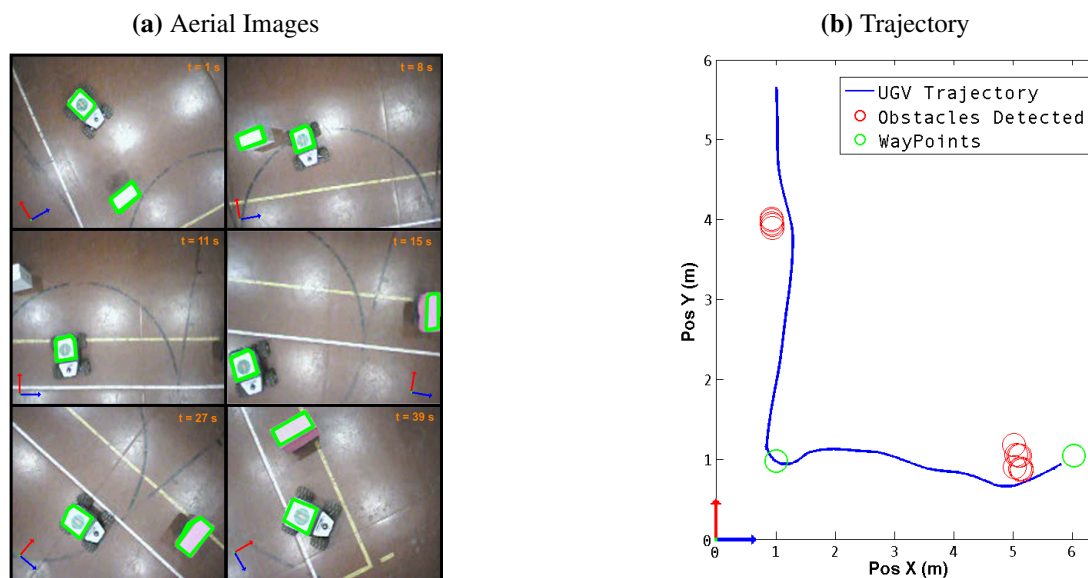 (a) Aerial Images
(b) Trajectory
t = 1 s
t = 8 s
t = 11 s
t = 15 s
t = 27 s
t = 39 s
6
5
4
3
2
1
0
Pos Y (m)
UGV Trajectory
Obstacles Detected
WayPoints
0
1
2
3
4
5
6
Pos X (m)